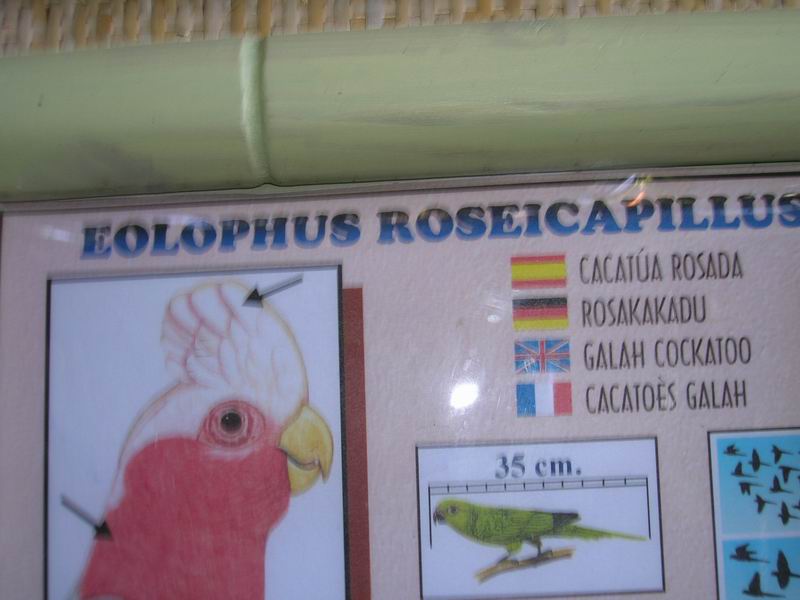 EOLOPHUS ROSEICAPILLUS
CACATÚA ROSADA
ROSAKAKADU
GALAH COCKATOO
CACATOÈS GALAH
35 cm.